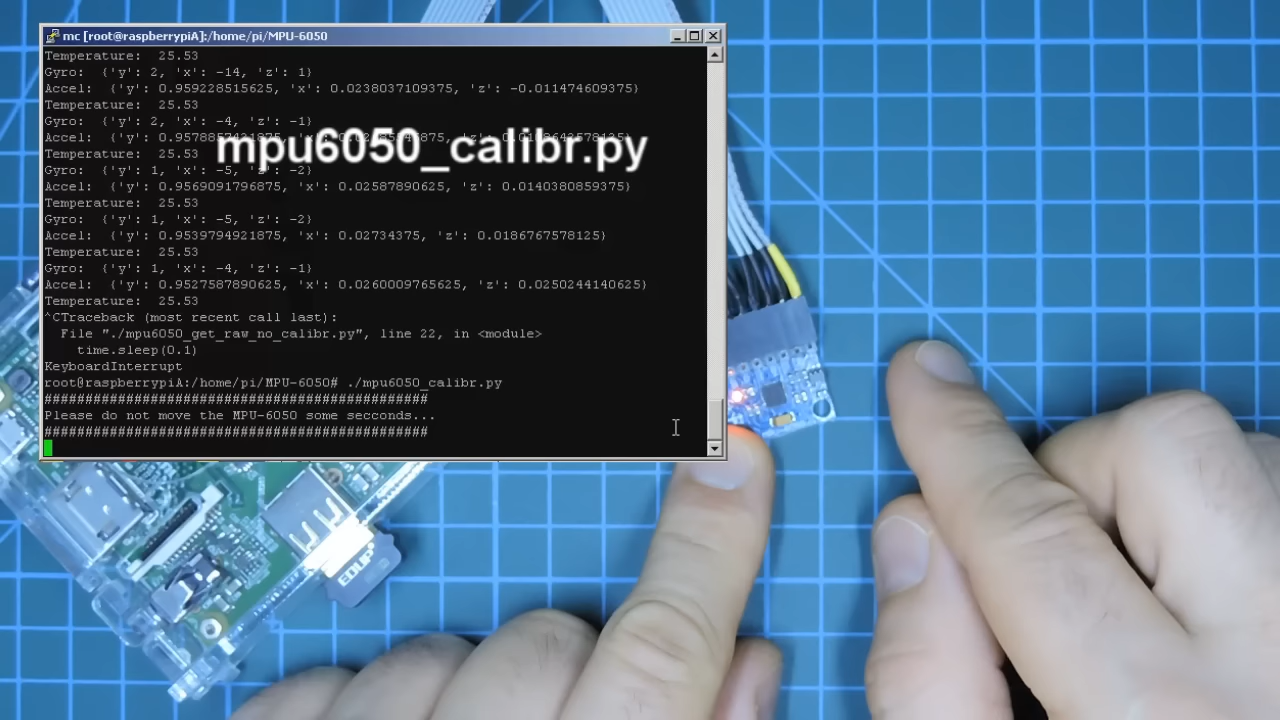 mc [root@raspberrypiA]:/home/pi/MPU-6050
Temperature:  25.53
Gyro:  {'y': 2, 'x': -14, 'z': 1}
Accel:  {'y': 0.959228515625, 'x': 0.0238037109375, 'z': -0.011474609375}
Temperature:  25.53
Gyro:  {'y': 2, 'x': -4, 'z': -1}
Accel:  {'y': 'x': 'z':
mpu6050_calibr.py
Temperature:  25.53
Gyro:  {'y': 1, 'x': -5, 'z': -2}
Accel:  {'y': 0.9569091796875, 'x': 0.02587890625, 'z': 0.0140380859375}
Temperature:  25.53
Gyro:  {'y': 1, 'x': -5, 'z': -2}
Accel:  {'y': 0.9539794921875, 'x': 0.02734375, 'z': 0.0186767578125}
Temperature:  25.53
Gyro:  {'y': 1, 'x': -4, 'z': -1}
Accel:  {'y': 0.9527587890625, 'x': 0.0260009765625, 'z': 0.0250244140625}
Temperature:  25.53
^CTraceback (most recent call last):
  File "./mpu6050_get_raw_no_calibr.py", line 22, in <module>
    time.sleep(0.1)
KeyboardInterrupt
root@raspberrypiA:/home/pi/MPU-6050# ./mpu6050_calibr.py
###############################################
Please do not move the MPU-6050 some secconds...
###############################################
EDUP